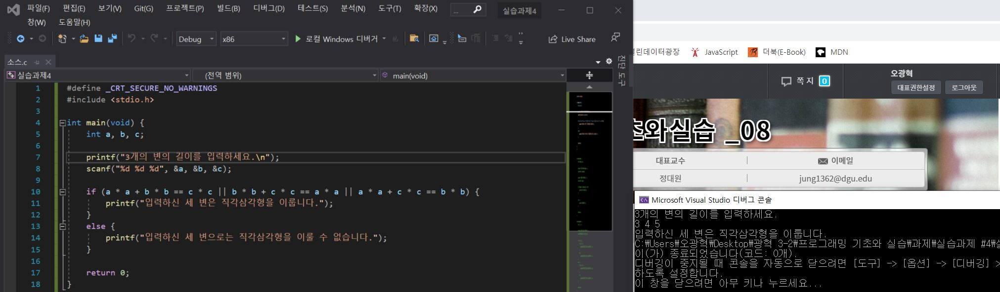 파일(F) 편집(E) 보기(V) Git(G) 프로젝트(P) 빌드(B) 디버그(D) 테스트(S) 분석(N) 도구(T) 확장(X) ... 실습과제4
창(W) 도움말(H)
Debug x86 로컬 Windows 디버거 Live Share
소스.c
실습과제4 (전역 범위) main(void)
진단 도구
1 #define _CRT_SECURE_NO_WARNINGS
2 #include <stdio.h>
3
4 int main(void) {
5 int a, b, c;
6
7 printf("3개의 변의 길이를 입력하세요.\n");
8 scanf("%d %d %d", &a, &b, &c);
9
10 if (a * a + b * b == c * c || b * b + c * c == a * a || a * a + c * c == b * b) {
11 printf("입력하신 세 변은 직각삼각형을 이룹니다.");
12 }
13 else {
14 printf("입력하신 세 변으로는 직각삼각형을 이룰 수 없습니다.");
15 }
16
17 return 0;
18 }
열린데이터광장 JavaScript 더북(E-Book) MDN
쪽지 0
오광혁
대표권한설정 로그아웃
초와실습 _08
대표교수 이메일
정대원 jung1362@dgu.edu
Microsoft Visual Studio 디버그 콘솔
3개의 변의 길이를 입력하세요.
3 4 5
입력하신 세 변은 직각삼각형을 이룹니다.
C:\Users\오광혁\Desktop\광혁 3-2\프로그래밍 기초와 실습\과제\실습과제 #4\실
이(가) 종료되었습니다(코드: 0개).
디버깅이 중지될 때 콘솔을 자동으로 닫으려면 [도구] -> [옵션] -> [디버깅] >
하도록 설정합니다.
이 창을 닫으려면 아무 키나 누르세요...